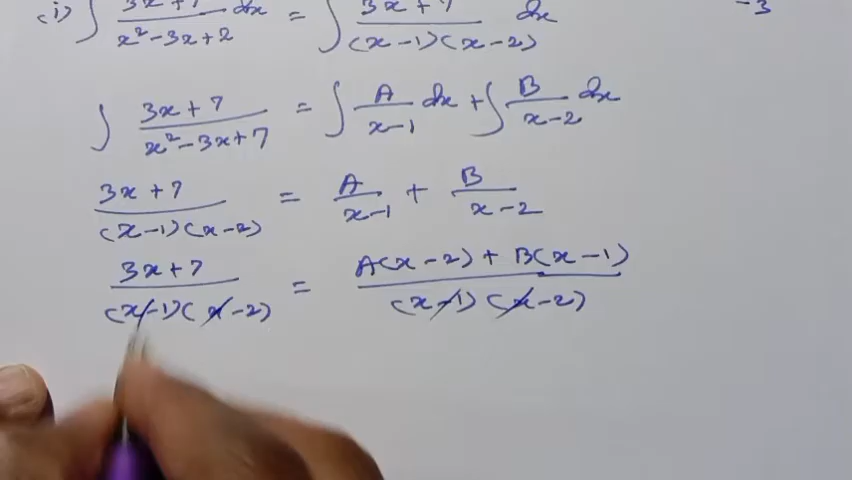 (i) ∫ 3x+7 / x²-3x+2 dx = ∫ 3x+7 / (x-1)(x-2) dx -3
∫ 3x+7 / x²-3x+7 = ∫ A / x-1 dx + ∫ B / x-2 dx
3x+7 / (x-1)(x-2) = A / x-1 + B / x-2
3x+7 / (x-1)(x-2) = A(x-2) + B(x-1) / (x-1)(x-2)